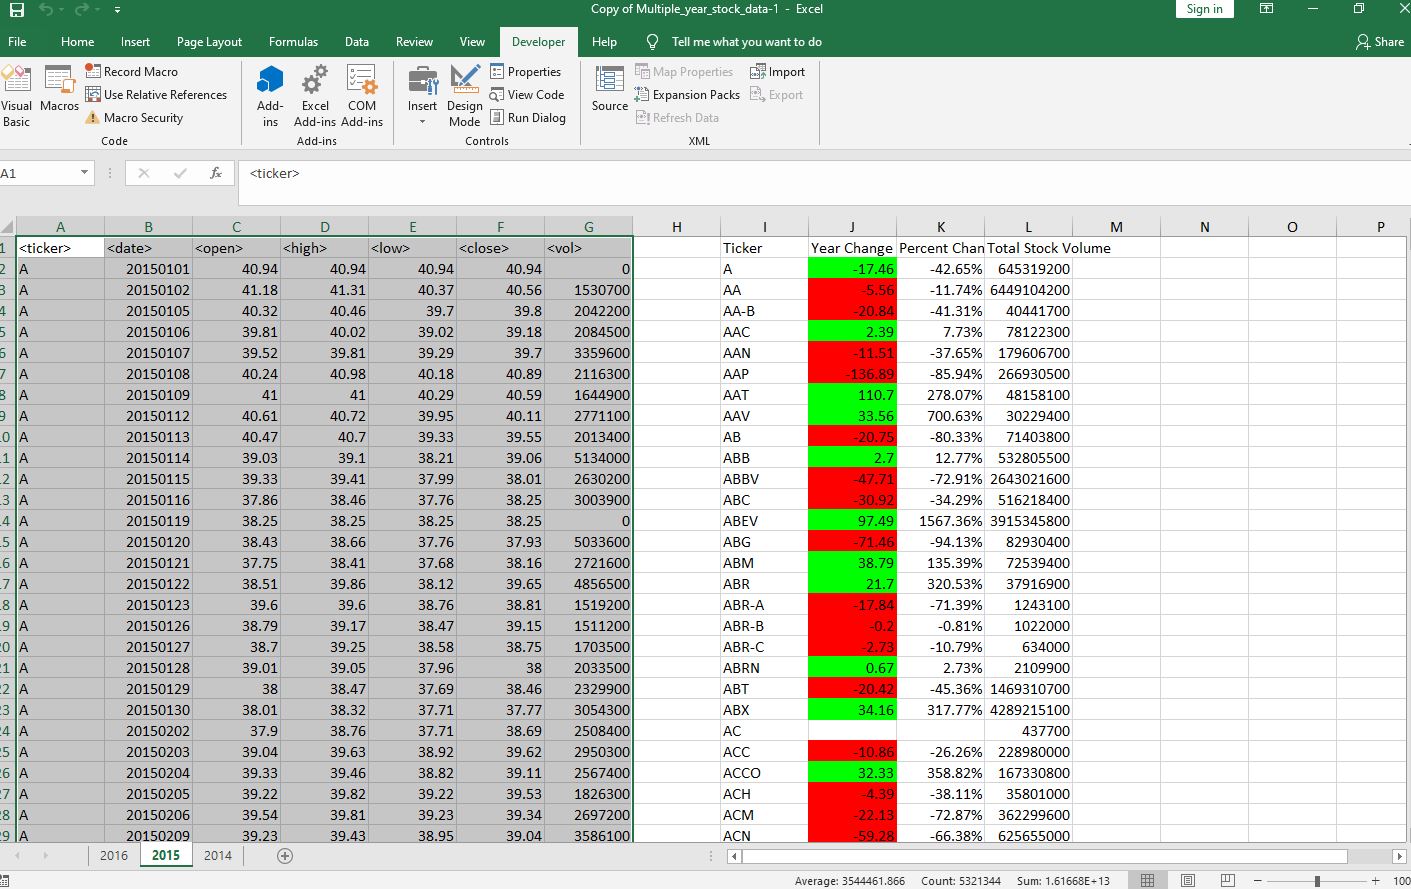 Copy of Multiple_year_stock_data-1 - Excel
Sign in
File Home Insert Page Layout Formulas Data Review View Developer Help Tell me what you want to do Share
Visual Basic
Macros
Record Macro
Use Relative References
Macro Security
Code
Add-ins
Excel Add-ins
COM Add-ins
Add-ins
Insert
Design Mode
Properties
View Code
Run Dialog
Controls
Source
Map Properties
Expansion Packs
Refresh Data
Import
Export
XML
A1 fx <ticker>
A B C D E F G H I J K L M N O P
1 <ticker> <date> <open> <high> <low> <close> <vol> Ticker Year Change Percent Chan Total Stock Volume
2 A 20150101 40.94 40.94 40.94 40.94 0 A -17.46 -42.65% 645319200
3 A 20150102 41.18 41.31 40.37 40.56 1530700 AA -5.56 -11.74% 6449104200
4 A 20150105 40.32 40.46 39.7 39.8 2042200 AA-B -20.84 -41.31% 40441700
5 A 20150106 39.81 40.02 39.02 39.18 2084500 AAC 2.39 7.73% 78122300
6 A 20150107 39.52 39.81 39.29 39.7 3359600 AAN -11.51 -37.65% 179606700
7 A 20150108 40.24 40.98 40.18 40.89 2116300 AAP -136.89 -85.94% 266930500
8 A 20150109 41 41 40.29 40.59 1644900 AAT 110.7 278.07% 48158100
9 A 20150112 40.61 40.72 39.95 40.11 2771100 AAV 33.56 700.63% 30229400
10 A 20150113 40.47 40.7 39.33 39.55 2013400 AB -20.75 -80.33% 71403800
11 A 20150114 39.03 39.1 38.21 39.06 5134000 ABB 2.7 12.77% 532805500
12 A 20150115 39.33 39.41 37.99 38.01 2630200 ABBV -47.71 -72.91% 2643021600
13 A 20150116 37.86 38.46 37.76 38.25 3003900 ABC -30.92 -34.29% 516218400
14 A 20150119 38.25 38.25 38.25 38.25 0 ABEV 97.49 1567.36% 3915345800
15 A 20150120 38.43 38.66 37.76 37.93 5033600 ABG -71.46 -94.13% 82930400
16 A 20150121 37.75 38.41 37.68 38.16 2721600 ABM 38.79 135.39% 72539400
17 A 20150122 38.51 39.86 38.12 39.65 4856500 ABR 21.7 320.53% 37916900
18 A 20150123 39.6 39.6 38.76 38.81 1519200 ABR-A -17.84 -71.39% 1243100
19 A 20150126 38.79 39.17 38.47 39.15 1511200 ABR-B -0.2 -0.81% 1022000
20 A 20150127 38.7 39.25 38.58 38.75 1703500 ABR-C -2.73 -10.79% 634000
21 A 20150128 39.01 39.05 37.96 38 2033500 ABRN 0.67 2.73% 2109900
22 A 20150129 38 38.47 37.69 38.46 2329900 ABT -20.42 -45.36% 1469310700
23 A 20150130 38.01 38.32 37.71 37.77 3054300 ABX 34.16 317.77% 4289215100
24 A 20150202 37.9 38.76 37.71 38.69 2508400 AC 437700
25 A 20150203 39.04 39.63 38.92 39.62 2950300 ACC -10.86 -26.26% 228980000
26 A 20150204 39.33 39.46 38.82 39.11 2567400 ACCO 32.33 358.82% 167330800
27 A 20150205 39.22 39.82 39.22 39.53 1826300 ACH -4.39 -38.11% 35801000
28 A 20150206 39.54 39.81 39.23 39.34 2697200 ACM -22.13 -72.87% 362299600
29 A 20150209 39.23 39.43 38.95 39.04 3586100 ACN -59.28 -66.38% 625655000
2016 2015 2014
Average: 3544461.866 Count: 5321344 Sum: 1.61668E+13 100